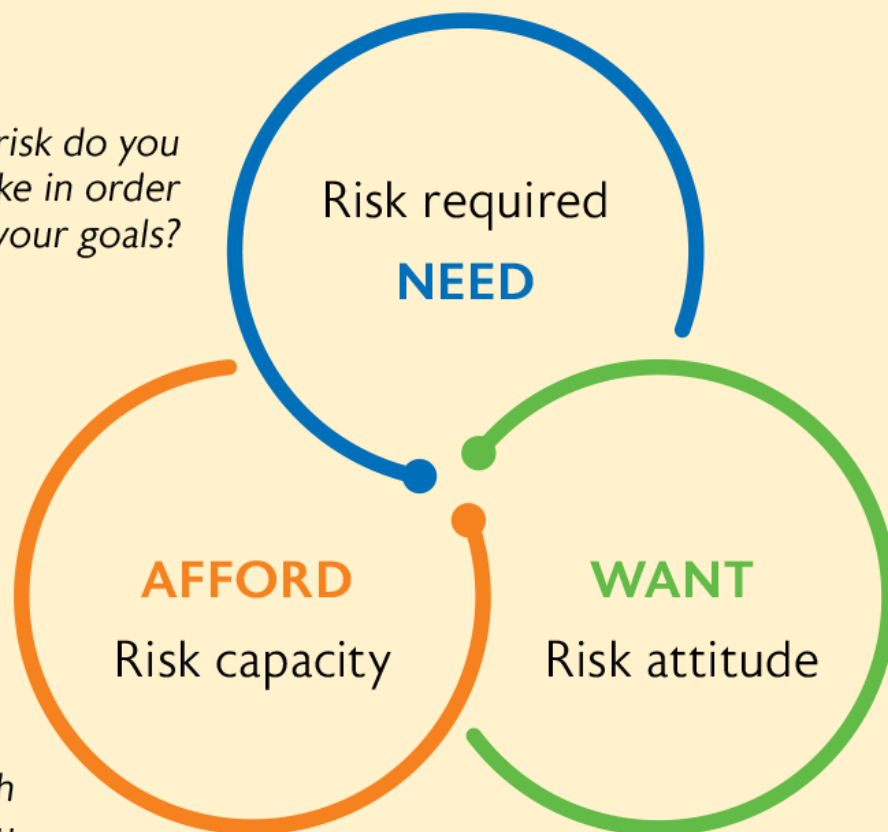 risk do you
ke in order
your goals?
Risk required
NEED
AFFORD
Risk capacity
WANT
Risk attitude